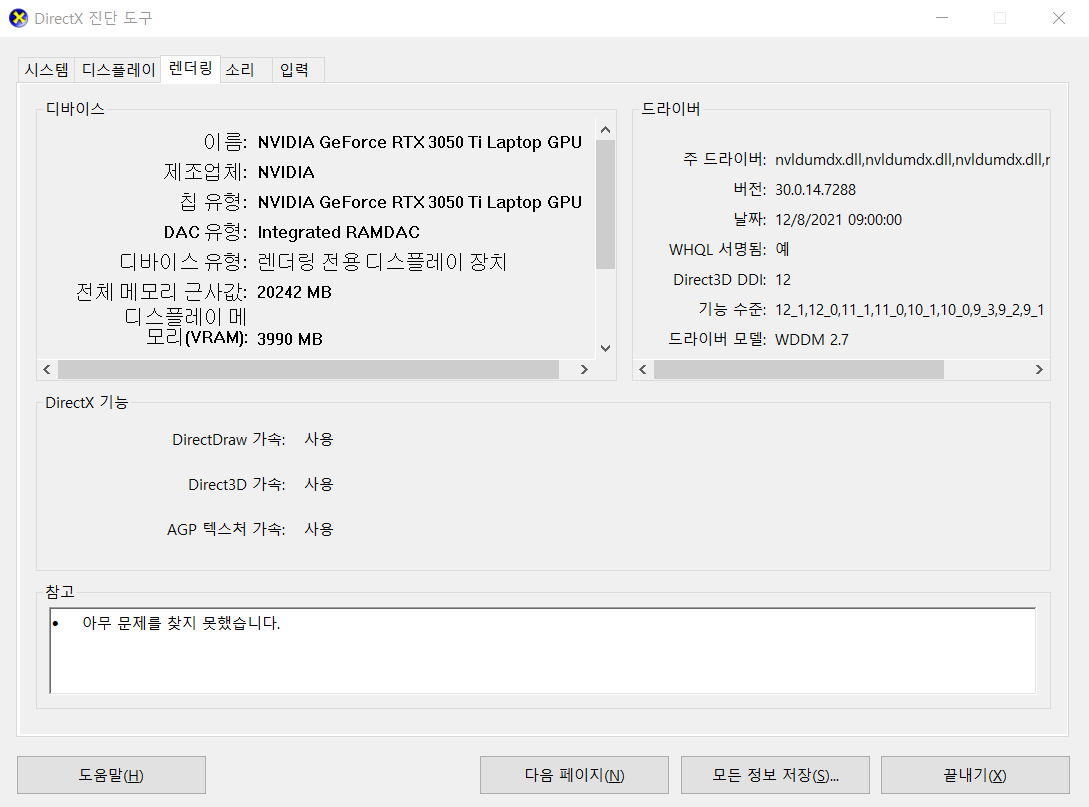 DirectX 진단 도구
시스템 디스플레이 렌더링 소리 입력
디바이스
이름: NVIDIA GeForce RTX 3050 Ti Laptop GPU
제조업체: NVIDIA
칩 유형: NVIDIA GeForce RTX 3050 Ti Laptop GPU
DAC 유형: Integrated RAMDAC
디바이스 유형: 렌더링 전용 디스플레이 장치
전체 메모리 근사값: 20242 MB
디스플레이 메
모리(VRAM): 3990 MB
드라이버
주 드라이버: nvldumdx.dll,nvldumdx.dll,nvldumdx.dll,
버전: 30.0.14.7288
날짜: 12/8/2021 09:00:00
WHQL 서명됨: 예
Direct3D DDI: 12
기능 수준: 12_1,12_0,11_1,11_0,10_1,10_0,9_3,9_2,9_1
드라이버 모델: WDDM 2.7
DirectX 기능
DirectDraw 가속: 사용
Direct3D 가속: 사용
AGP 텍스처 가속: 사용
참고
• 아무 문제를 찾지 못했습니다.
도움말(H) 다음 페이지(N) 모든 정보 저장(S)... 끝내기(X)